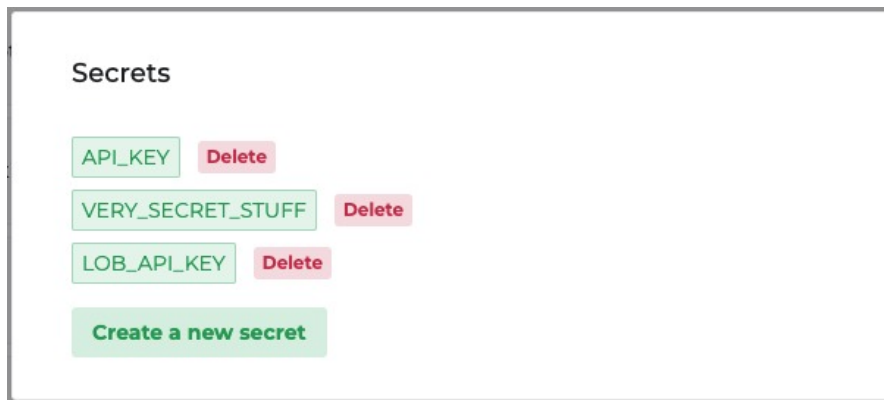 Secrets
API_KEY Delete
VERY_SECRET_STUFF Delete
LOB_API_KEY Delete
Create a new secret